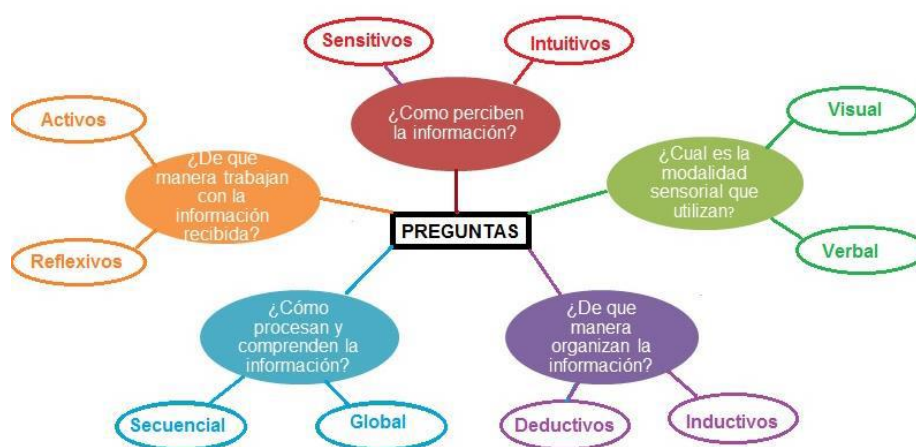 Sensitivos
Intuitivos
¿Como perciben
la información?
Activos
¿De que
manera trabajan
con la
información
recibida?
Reflexivos
Visual
¿Cual es la
modalidad
sensorial que
utilizan?
Verbal
PREGUNTAS
¿Cómo
procesan y
comprenden la
información?
Secuencial
Global
¿De que
manera
organizan la
información?
Deductivos
Inductivos